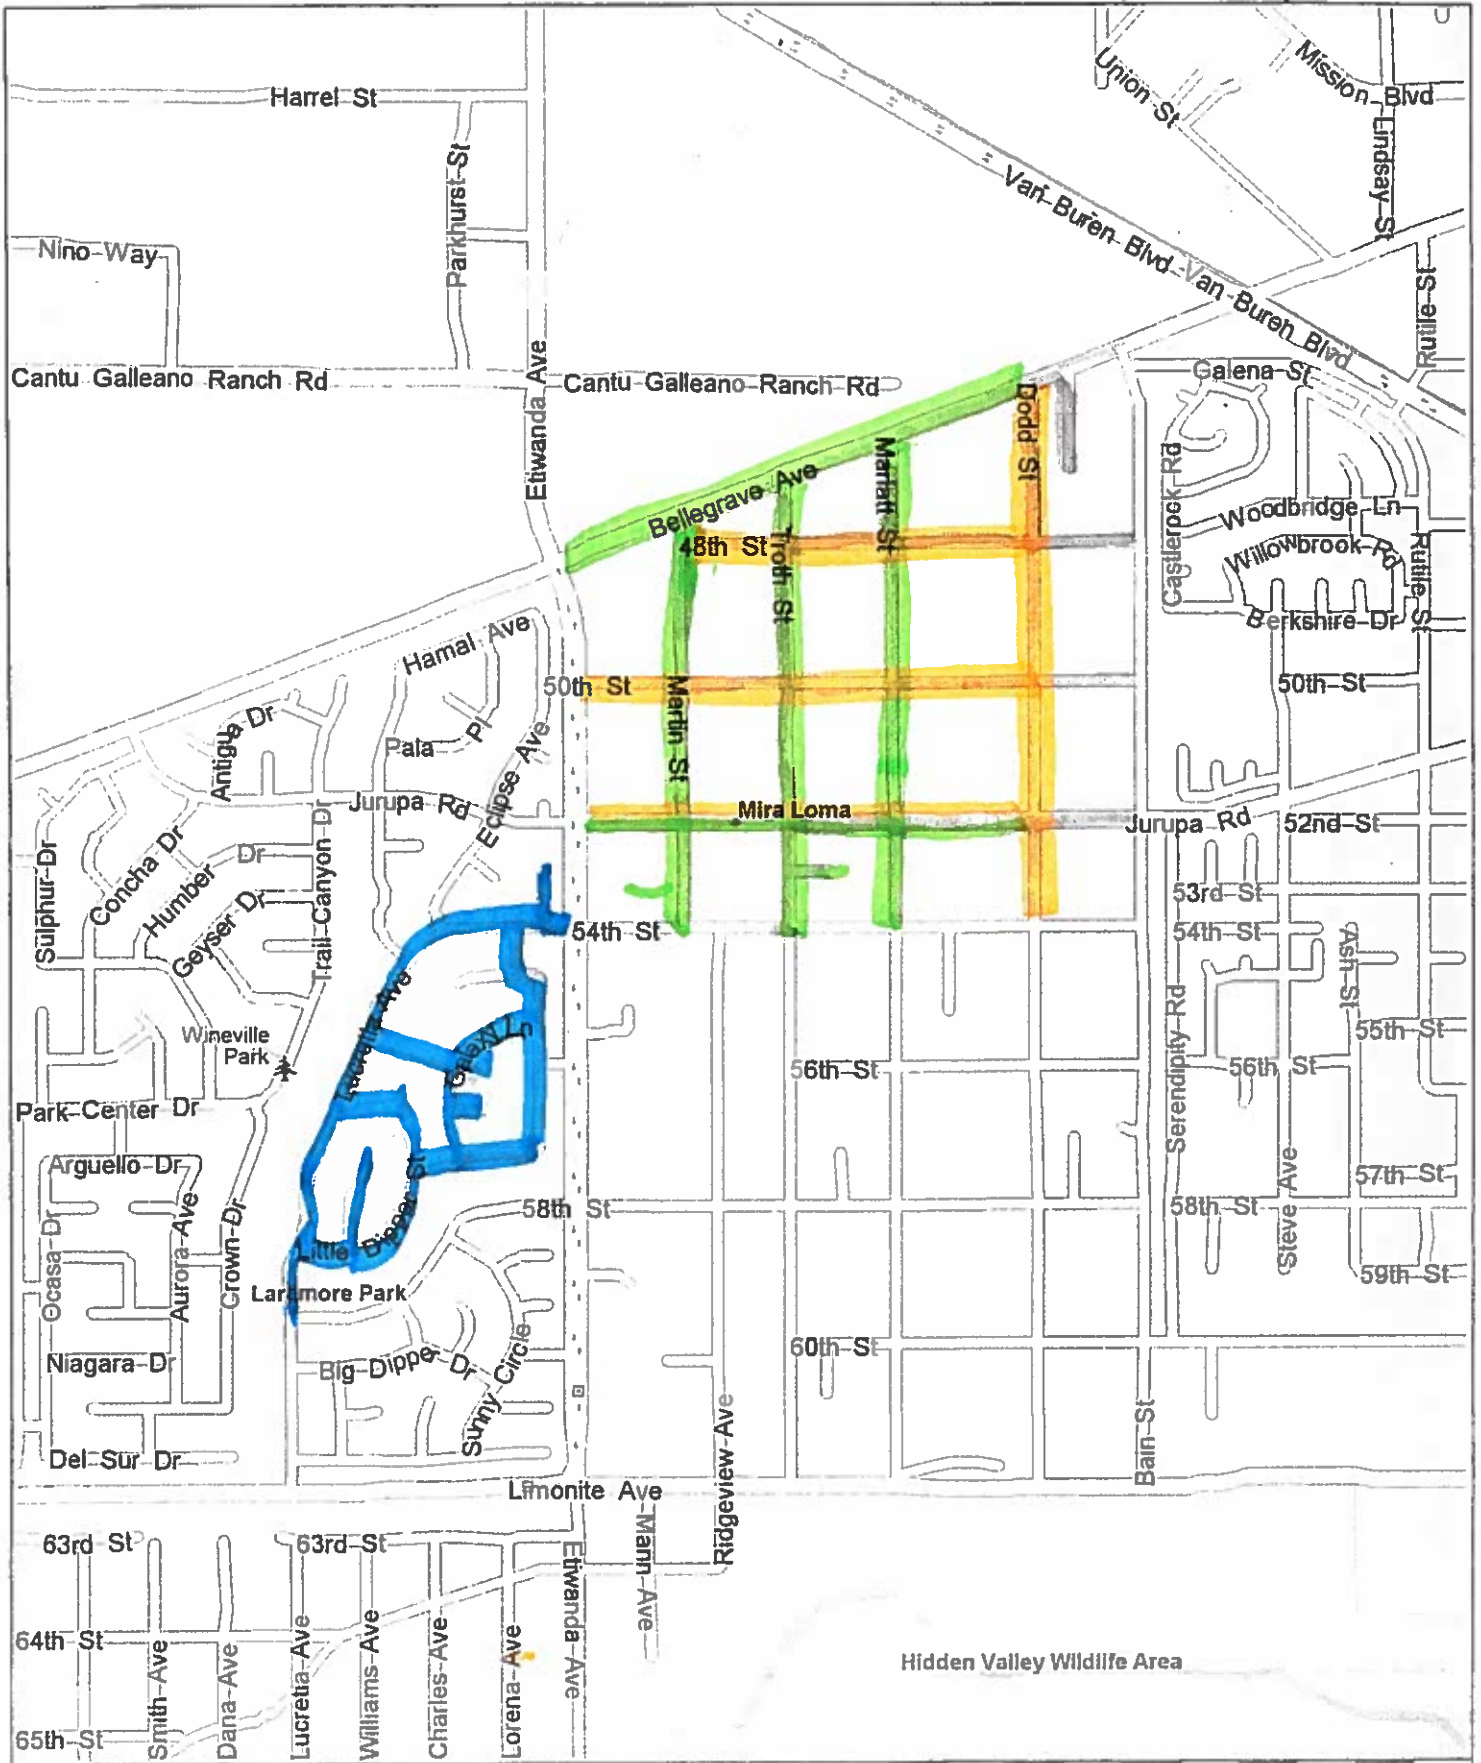 Union St
Mission Blvd
Harrel St
Lindsay St
Parkhurst St
Van Buren Blvd
Van Buren Blvd
Nino Way
Rutile St
Cantu Galleano Ranch Rd
Etiwanda Ave
Cantu Galleano Ranch Rd
Galena St
Dodd St
Marlatt St
Bellegrave Ave
Castlerock Rd
Woodbridge Ln
48th St
Troth St
Willowbrook Rd
Rutile St
Berkshire Dr
Hamal Ave
50th St
50th St
Martin St
Antigua Dr
Pala Pl
Eclipse Ave
Jurupa Rd
Mira Loma
Jurupa Rd
52nd St
Sulphur Dr
Concha Dr
Humber Dr
Geyser Dr
Trail Canyon Dr
53rd St
54th St
54th St
Ash St
Lucretia Ave
Wineville
Park
Ln
55th St
Serendipity Rd
56th St
56th St
Park Center Dr
Arguello Dr
57th St
58th St
58th St
Steve Ave
Ocasa Dr
Aurora Ave
Crown Dr
Little Dipper St
59th St
Laramore Park
60th St
Niagara Dr
Big Dipper Dr
Sunny Circle
Ridgeview Ave
Bain St
Del Sur Dr
Limonite Ave
63rd St
63rd St
Etiwanda Ave
Mann Ave
64th St
Smith Ave
Dana Ave
Lucretia Ave
Williams Ave
Charles Ave
Lorena Ave
Hidden Valley Wildlife Area
65th St